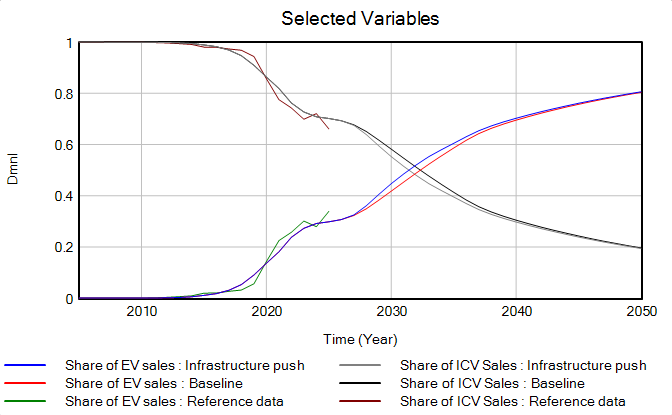 Selected Variables
1
0.8
0.6
0.4
0.2
0
Dmnl
2010 2020 2030 2040 2050
Time (Year)
Share of EV sales : Infrastructure push
Share of EV sales : Baseline
Share of EV sales : Reference data
Share of ICV Sales : Infrastructure push
Share of ICV Sales : Baseline
Share of ICV Sales : Reference data